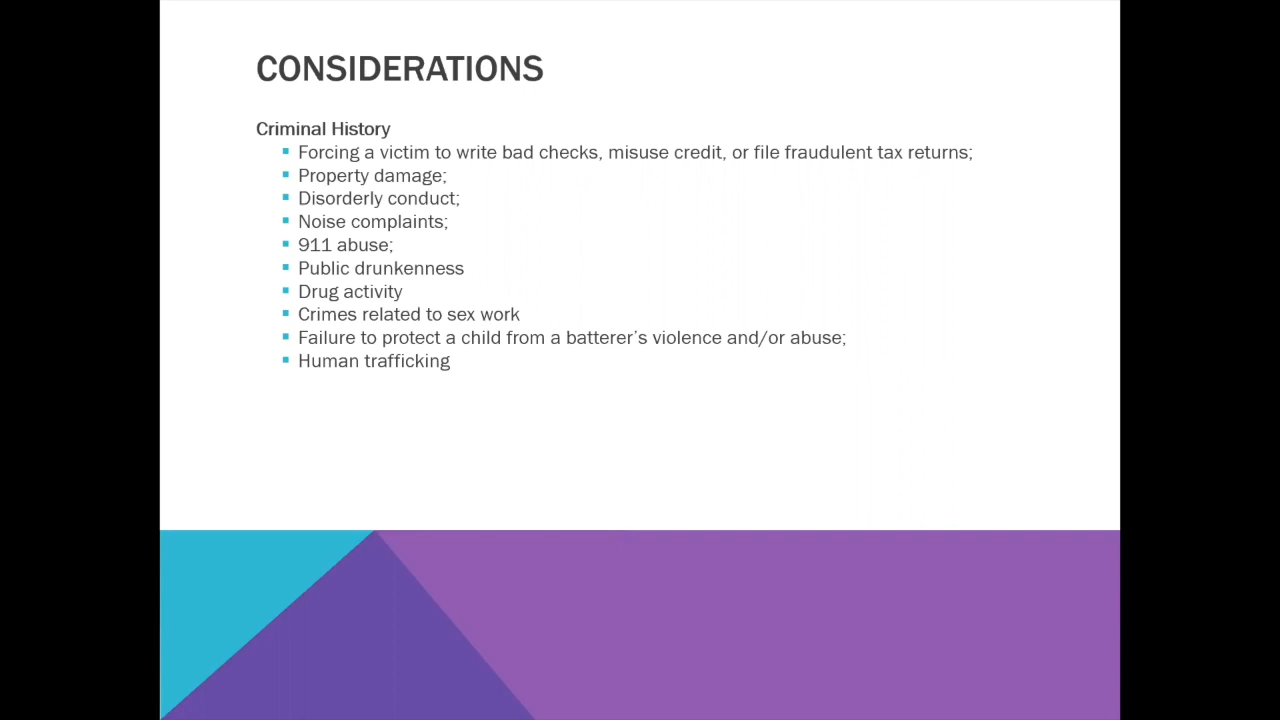 CONSIDERATIONS
Criminal History
Forcing a victim to write bad checks, misuse credit, or file fraudulent tax returns;
Property damage;
Disorderly conduct;
Noise complaints;
911 abuse;
Public drunkenness
Drug activity
Crimes related to sex work
Failure to protect a child from a batterer’s violence and/or abuse;
Human trafficking